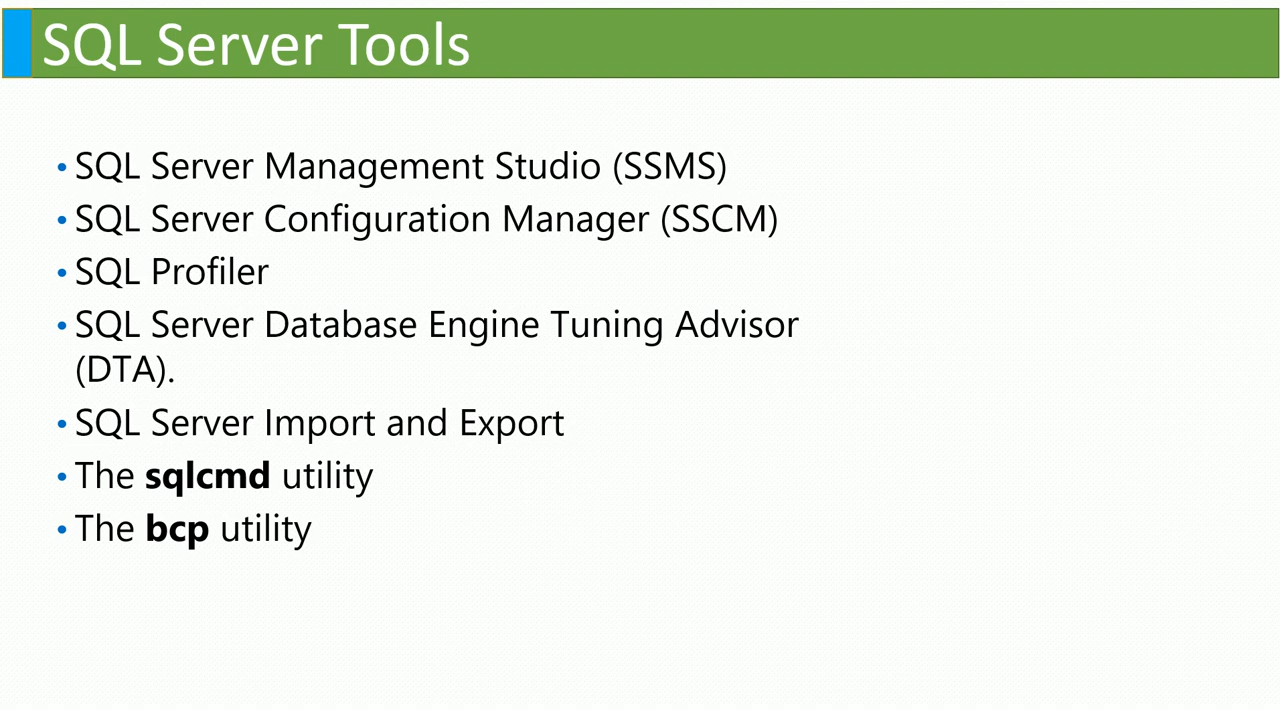 SQL Server Tools
• SQL Server Management Studio (SSMS)
• SQL Server Configuration Manager (SSCM)
• SQL Profiler
• SQL Server Database Engine Tuning Advisor
(DTA).
• SQL Server Import and Export
• The sqlcmd utility
• The bcp utility